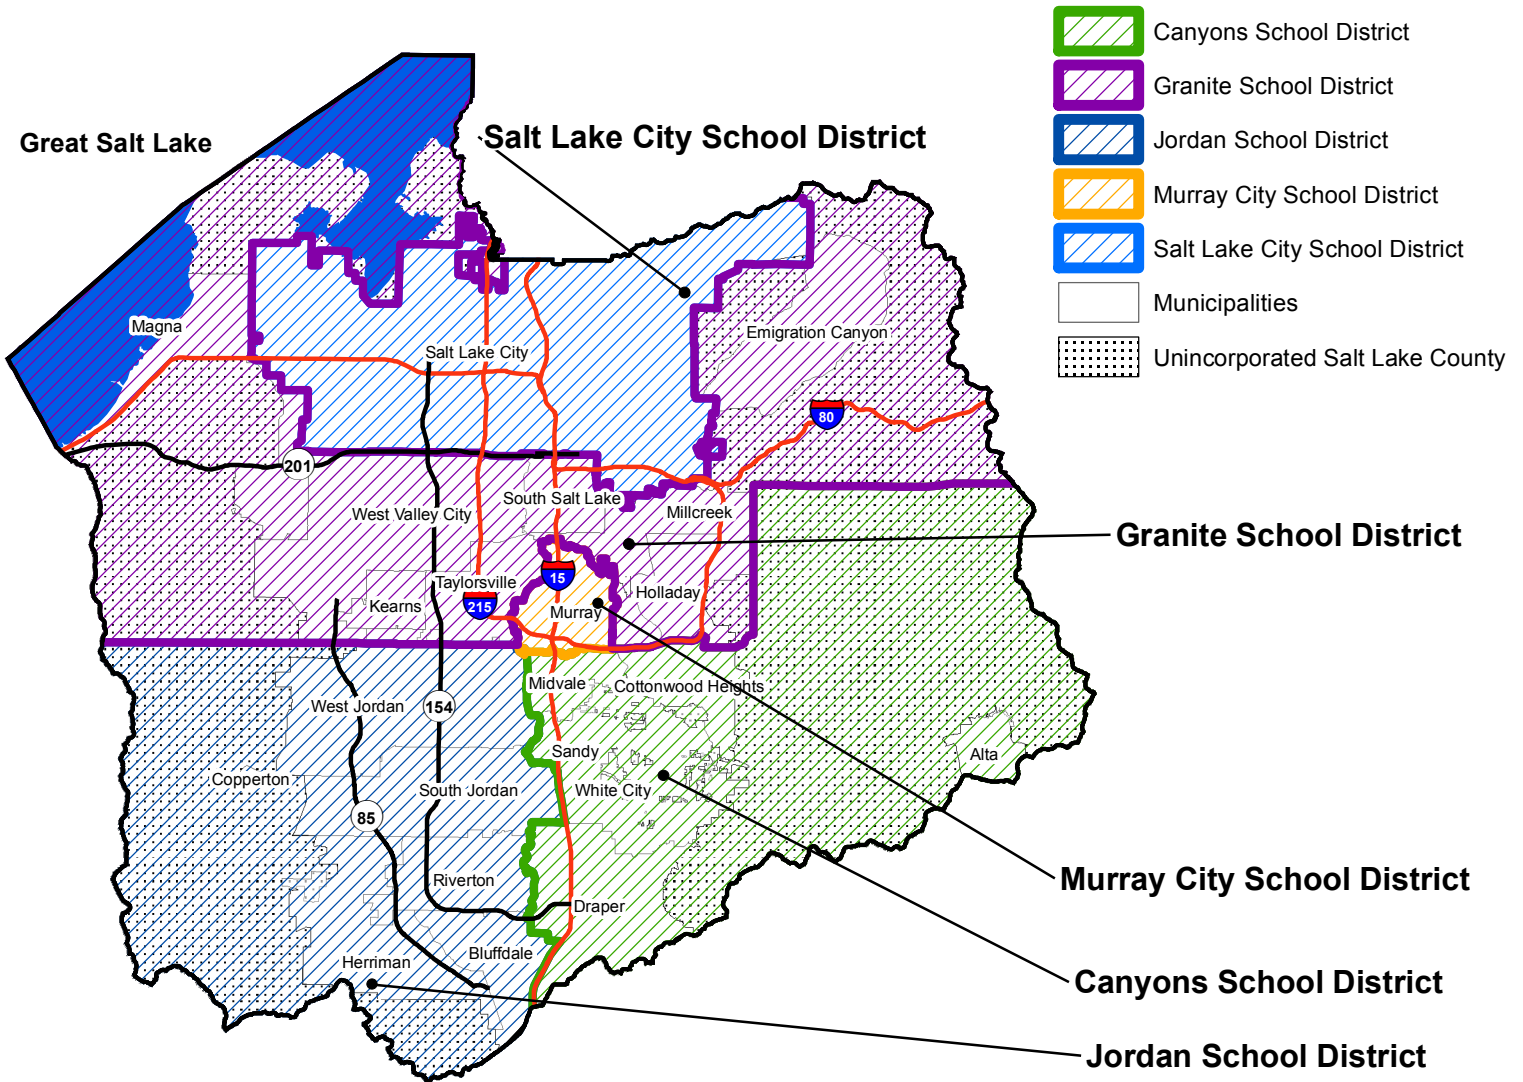 Canyons School District
Granite School District
Jordan School District
Murray City School District
Salt Lake City School District
Municipalities
Unincorporated Salt Lake County
Great Salt Lake
Salt Lake City School District
Magna
Salt Lake City
Emigration Canyon
80
201
South Salt Lake
West Valley City
Millcreek
Granite School District
15
Taylorsville
215
Kearns
Holladay
Murray
Midvale
Cottonwood Heights
West Jordan
154
Sandy
Alta
Copperton
South Jordan
White City
85
Riverton
Murray City School District
Draper
Bluffdale
Herriman
Canyons School District
Jordan School District